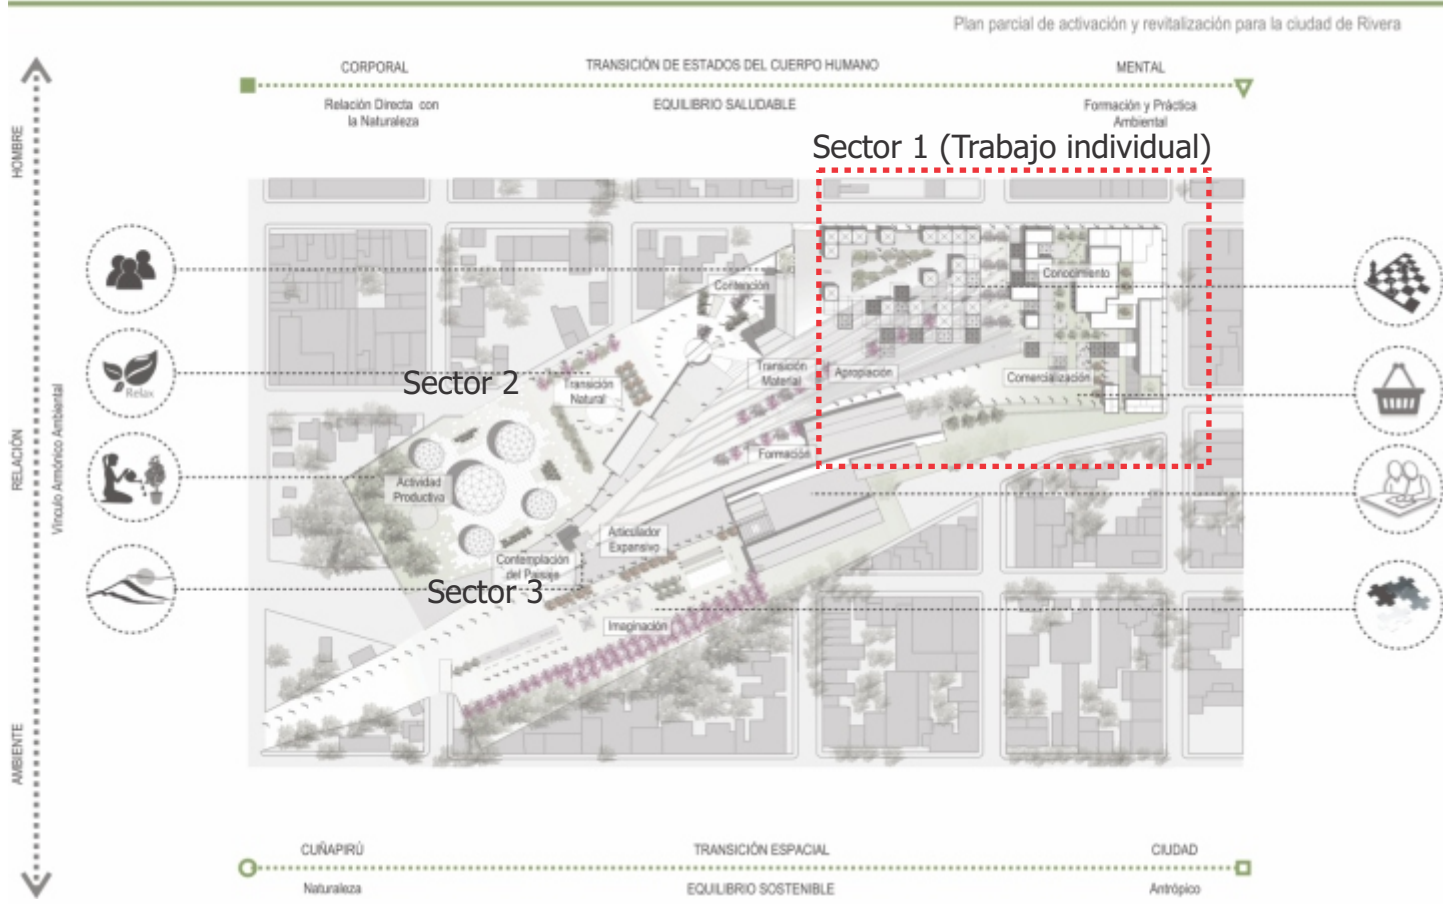 Plan parcial de activación y revitalización para la ciudad de Rivera
CORPORAL
TRANSICIÓN DE ESTADOS DEL CUERPO HUMANO
MENTAL
Relación Directa con
la Naturaleza
EQUILIBRIO SALUDABLE
Formación y Práctica
Ambiental
HOMBRE
RELACIÓN
Vínculo Armónico Ambiental
AMBIENTE
Sector 1 (Trabajo individual)
Contención
Conocimiento
Relax
Sector 2
Transición
Natural
Transición
Material
Apropiación
Comercialización
Formación
Actividad
Productiva
Articulador
Expansivo
Contemplación
del Paisaje
Sector 3
Imaginación
CUÑAPIRÚ
TRANSICIÓN ESPACIAL
CIUDAD
Naturaleza
EQUILIBRIO SOSTENIBLE
Antrópico